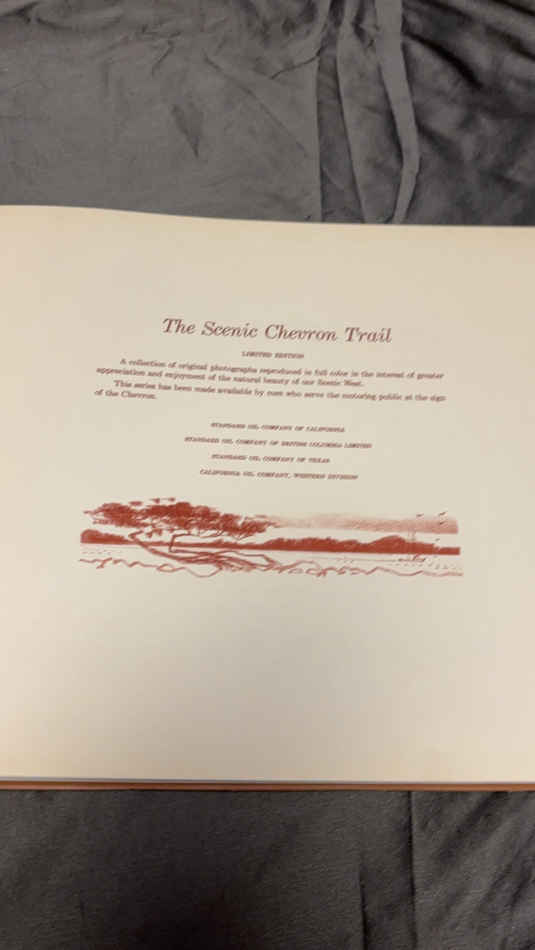 The Scenic Chevron Trail
LIMITED EDITION
A collection of original photographs reproduced in full color in the interest of greater
appreciation and enjoyment of the natural beauty of our Scenic West.
This series has been made available by men who serve the motoring public at the sign
of the Chevron.
STANDARD OIL COMPANY OF CALIFORNIA
STANDARD OIL COMPANY OF BRITISH COLUMBIA LIMITED
STANDARD OIL COMPANY OF TEXAS
CALIFORNIA OIL COMPANY, WESTERN DIVISION